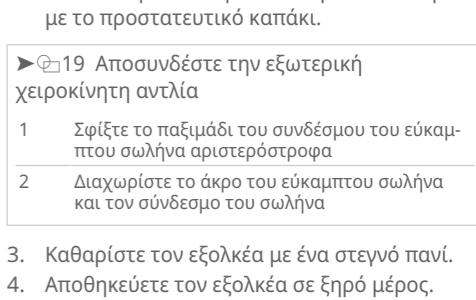 με το προστατευτικό καπάκι.
➤ 19 Αποσυνδέστε την εξωτερική
χειροκίνητη αντλία
1 Σφίξτε το παξιμάδι του συνδέσμου του εύκαμ-
πτου σωλήνα αριστερόστροφα
2 Διαχωρίστε το άκρο του εύκαμπτου σωλήνα
και τον σύνδεσμο του σωλήνα
3. Καθαρίστε τον εξολκέα με ένα στεγνό πανί.
4. Αποθηκεύετε τον εξολκέα σε ξηρό μέρος.